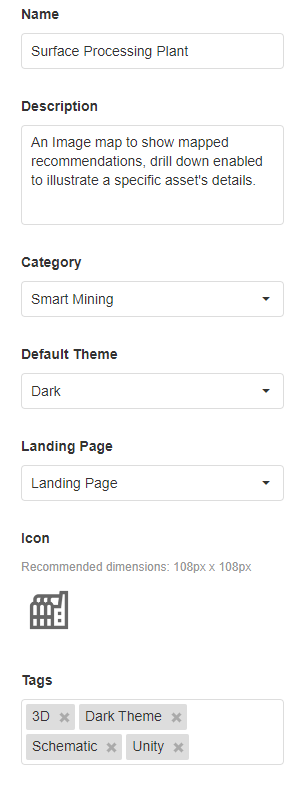 Name
Surface Processing Plant
Description
An Image map to show mapped
recommendations, drill down enabled
to illustrate a specific asset's details.
Category
Smart Mining
Default Theme
Dark
Landing Page
Landing Page
Icon
Recommended dimensions: 108px x 108px
Tags
3D × Dark Theme ×
Schematic × Unity ×